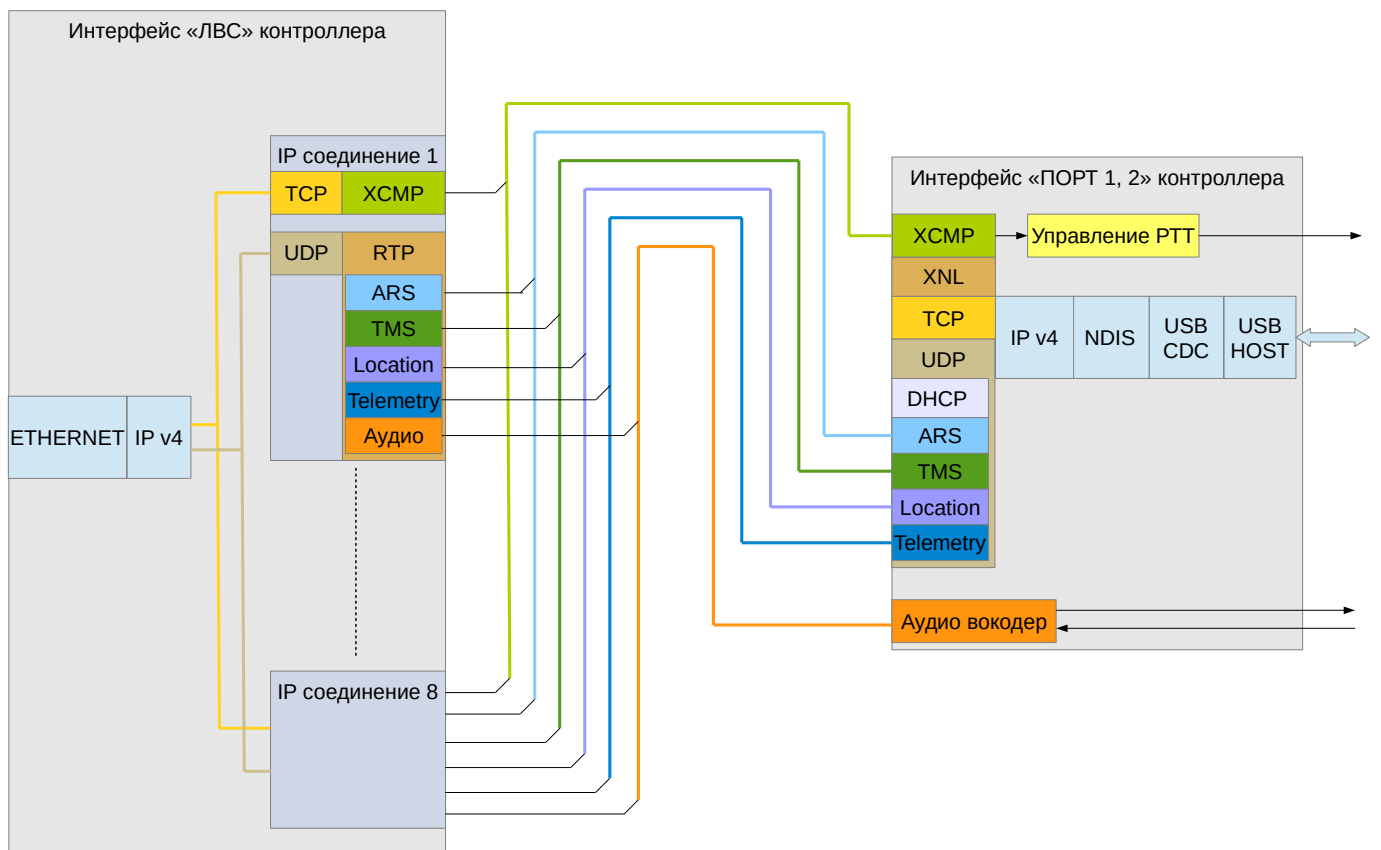 Интерфейс «ЛВС» контроллера
IP соединение 1
TCP
XCMP
UDP
RTP
ARS
TMS
Location
Telemetry
Аудио
ETHERNET
IP v4
IP соединение 8
Интерфейс «ПОРТ 1, 2» контроллера
XCMP
Управление PTT
XNL
TCP
UDP
IP v4
NDIS
USB
CDC
USB
HOST
DHCP
ARS
TMS
Location
Telemetry
Аудио вокодер